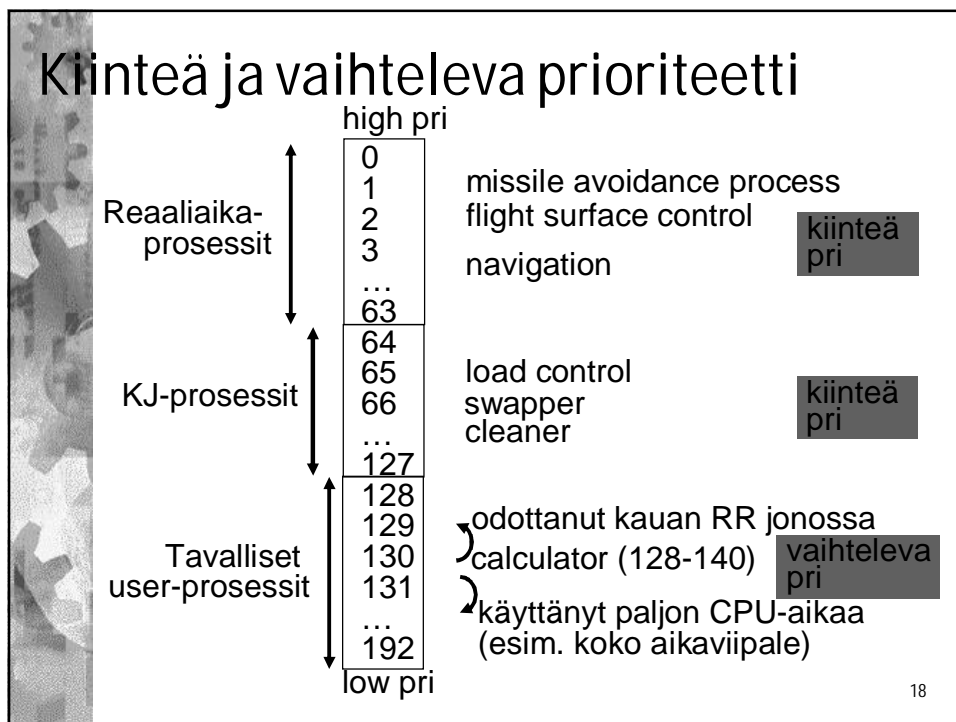 Kiinteä ja vaihteleva prioriteetti
high pri
Reaaliaika-
prosessit
0
1
2
3
…
63
missile avoidance process
flight surface control
navigation
kiinteä
pri
KJ-prosessit
64
65
66
…
127
load control
swapper
cleaner
kiinteä
pri
Tavalliset
user-prosessit
128
129
130
131
…
192
odottanut kauan RR jonossa
calculator (128-140)
vaihteleva
pri
käyttänyt paljon CPU-aikaa
(esim. koko aikaviipale)
low pri
18